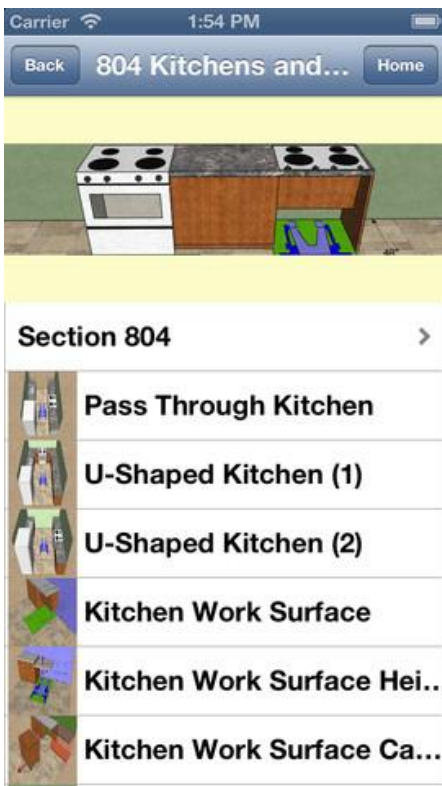 Carrier 1:54 PM
Back 804 Kitchens and... Home
48"
Section 804
Pass Through Kitchen
U-Shaped Kitchen (1)
U-Shaped Kitchen (2)
Kitchen Work Surface
Kitchen Work Surface Hei...
Kitchen Work Surface Ca...